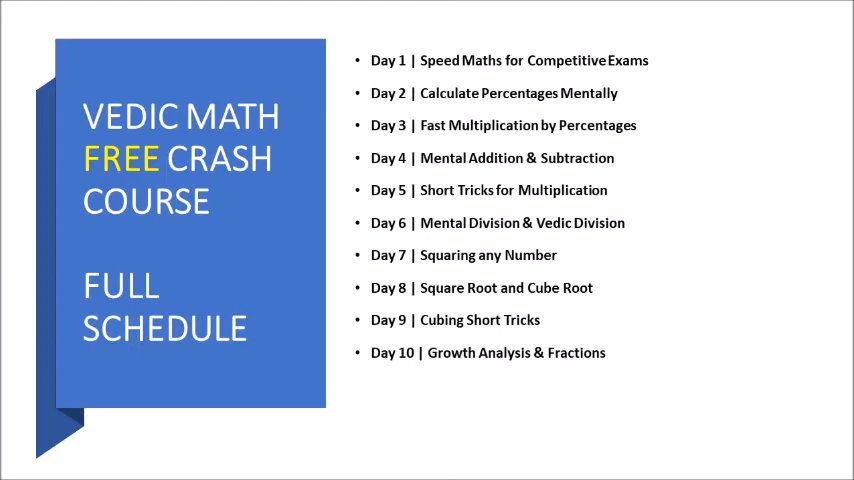 VEDIC MATH
FREE CRASH
COURSE
FULL
SCHEDULE
• Day 1 | Speed Maths for Competitive Exams
• Day 2 | Calculate Percentages Mentally
• Day 3 | Fast Multiplication by Percentages
• Day 4 | Mental Addition & Subtraction
• Day 5 | Short Tricks for Multiplication
• Day 6 | Mental Division & Vedic Division
• Day 7 | Squaring any Number
• Day 8 | Square Root and Cube Root
• Day 9 | Cubing Short Tricks
• Day 10 | Growth Analysis & Fractions